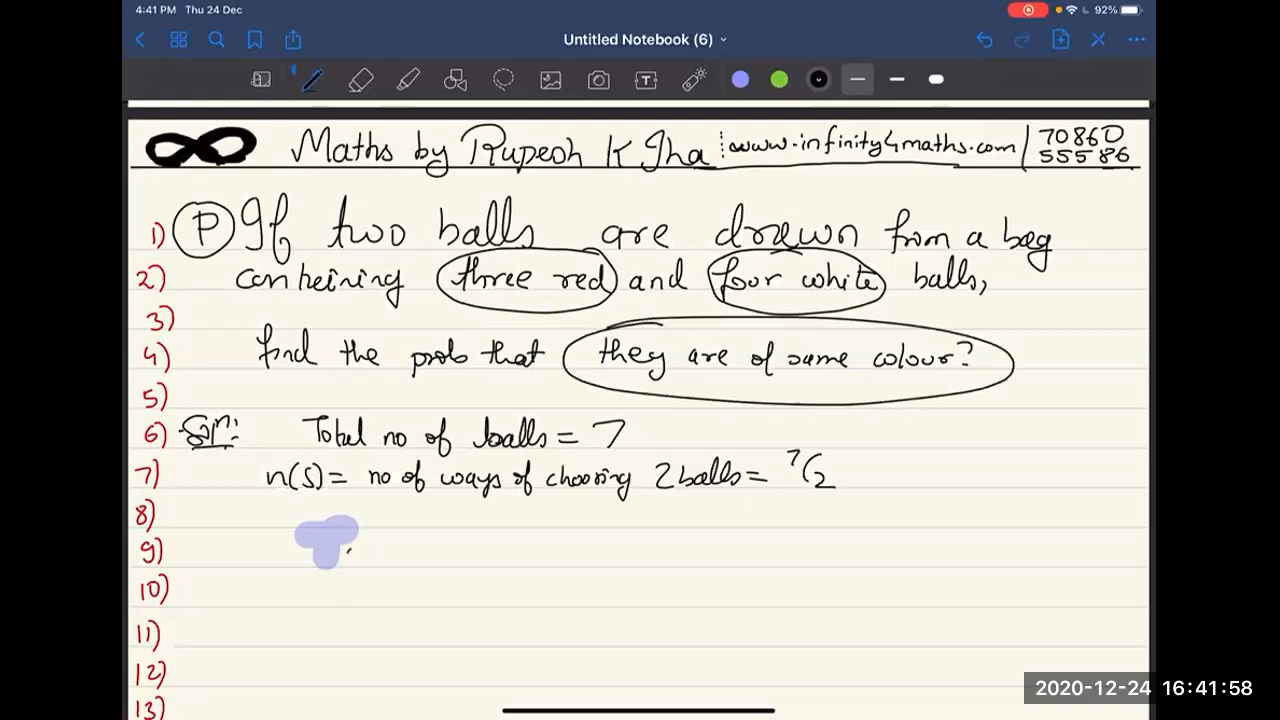 4:41 PM Thu 24 Dec
92%
Untitled Notebook (6)
Maths by Rupesh K Jha www.infinity4maths.com / 70860
55586
1) P If two balls are drawn from a bag
2) containing three red and four white balls,
3)
4) find the prob that they are of same colour?
5)
6) Soln: Total no of balls = 7
7) n(S) = no of ways of choosing 2 balls = ⁷C₂
8)
9)
10)
11)
12)
13)
2020-12-24 16:41:58